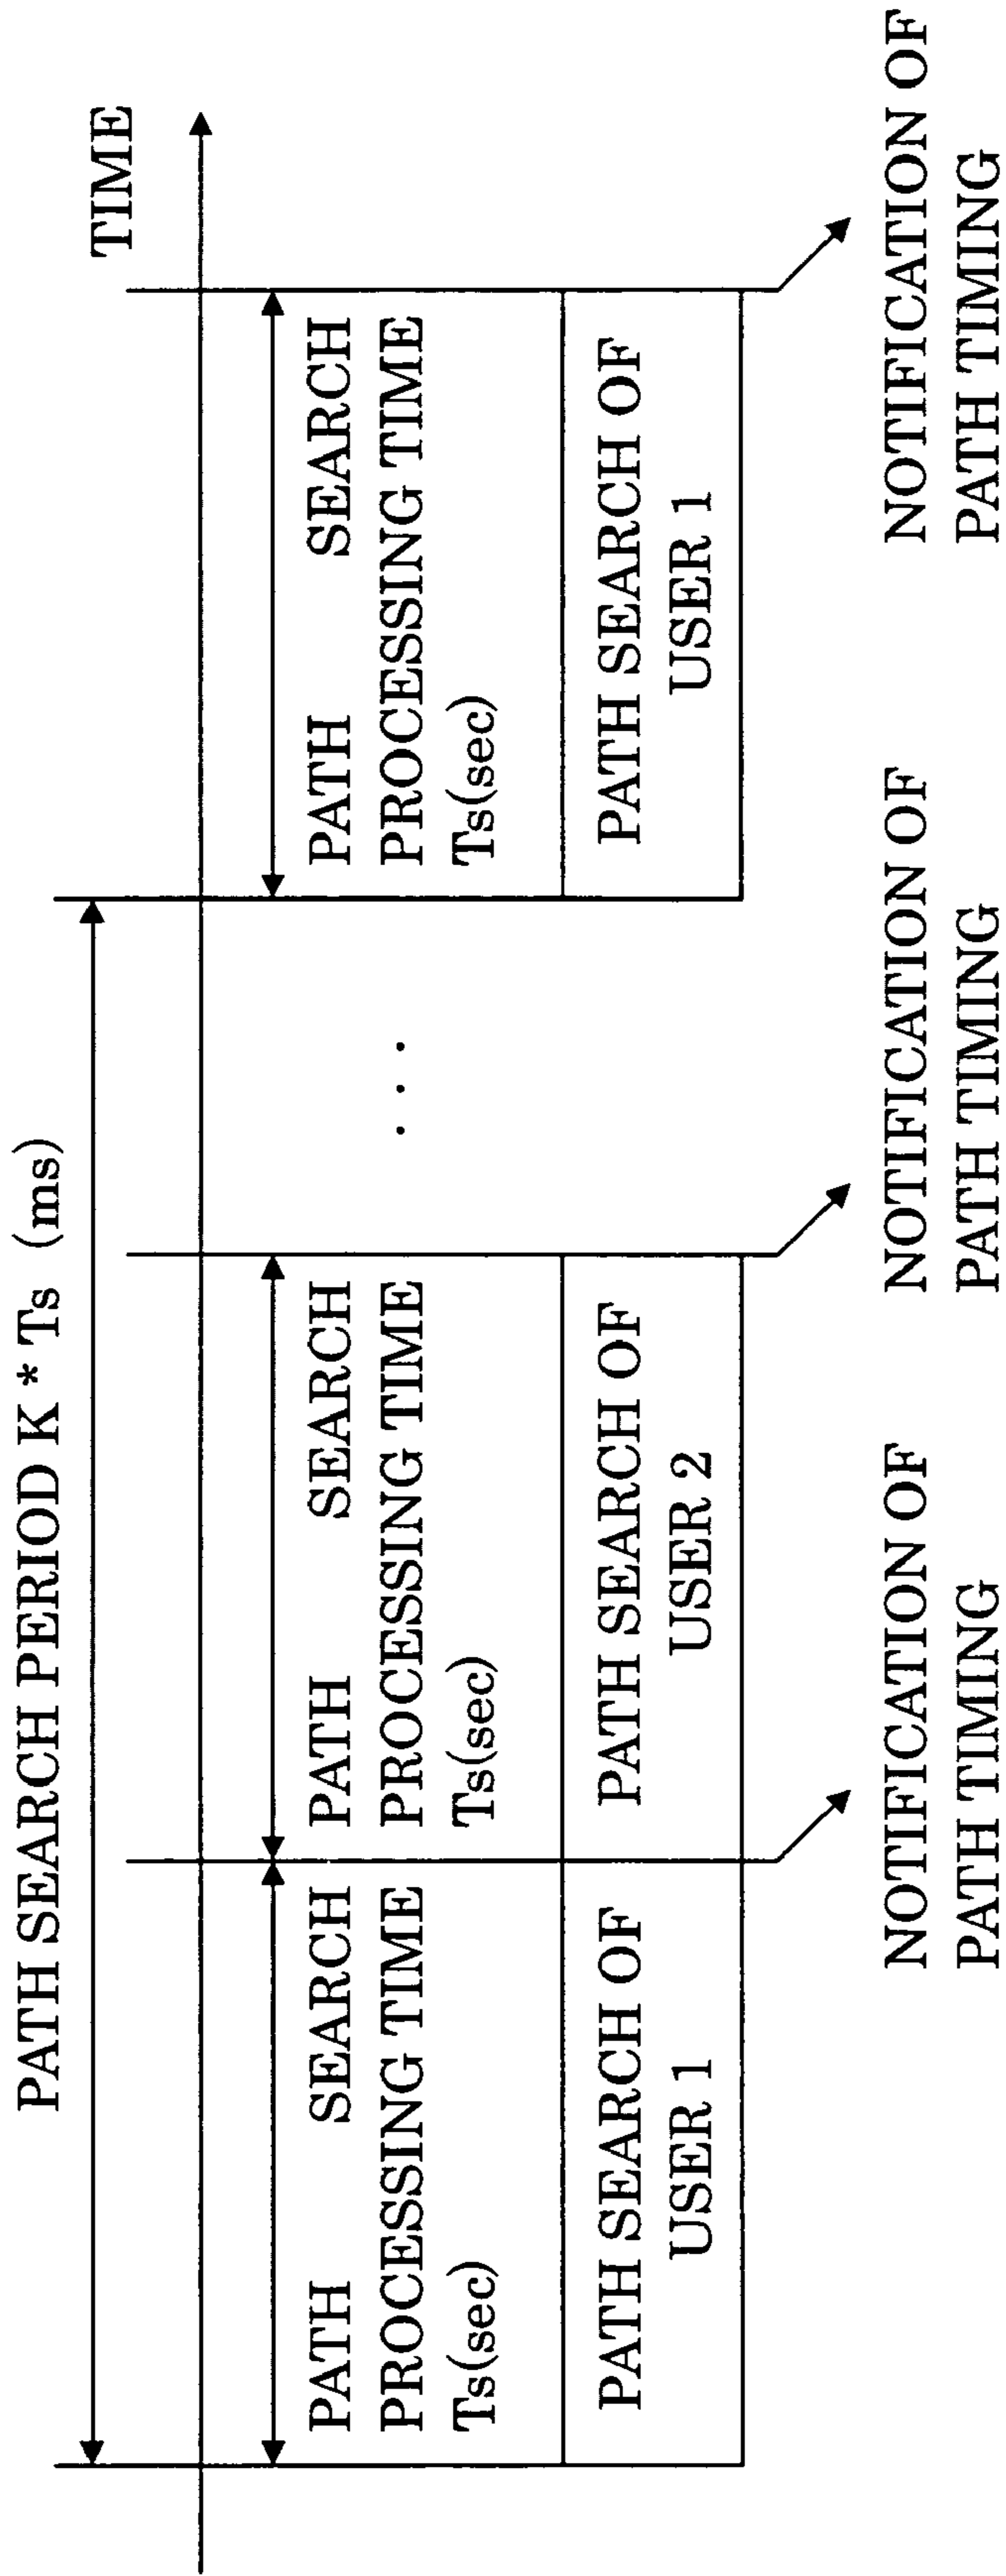 TIME
PATH SEARCH PERIOD K * Ts (ms)
PATH SEARCH
PROCESSING TIME
Ts(sec)
PATH SEARCH OF
USER 1
PATH SEARCH
PROCESSING TIME
Ts(sec)
PATH SEARCH OF
USER 2
. . .
PATH SEARCH
PROCESSING TIME
Ts(sec)
PATH SEARCH OF
USER 1
NOTIFICATION OF
PATH TIMING
NOTIFICATION OF
PATH TIMING
NOTIFICATION OF
PATH TIMING